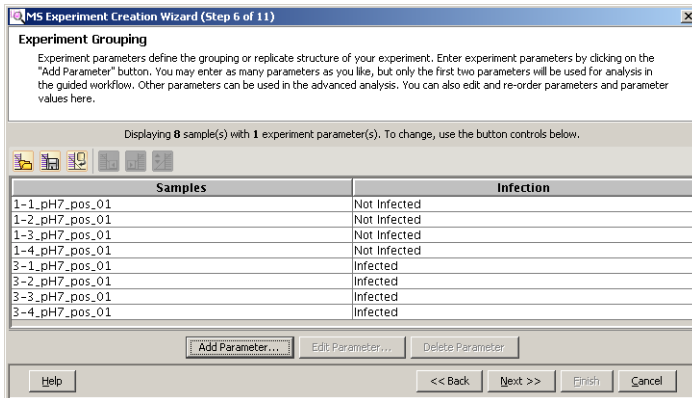 MS Experiment Creation Wizard (Step 6 of 11)
Experiment Grouping
Experiment parameters define the grouping or replicate structure of your experiment. Enter experiment parameters by clicking on the
"Add Parameter" button. You may enter as many parameters as you like, but only the first two parameters will be used for analysis in
the guided workflow. Other parameters can be used in the advanced analysis. You can also edit and re-order parameters and parameter
values here.
Displaying 8 sample(s) with 1 experiment parameter(s). To change, use the button controls below.
Samples Infection
1-1_pH7_pos_01 Not Infected
1-2_pH7_pos_01 Not Infected
1-3_pH7_pos_01 Not Infected
1-4_pH7_pos_01 Not Infected
3-1_pH7_pos_01 Infected
3-2_pH7_pos_01 Infected
3-3_pH7_pos_01 Infected
3-4_pH7_pos_01 Infected
Add Parameter... Edit Parameter... Delete Parameter
Help << Back Next >> Finish Cancel